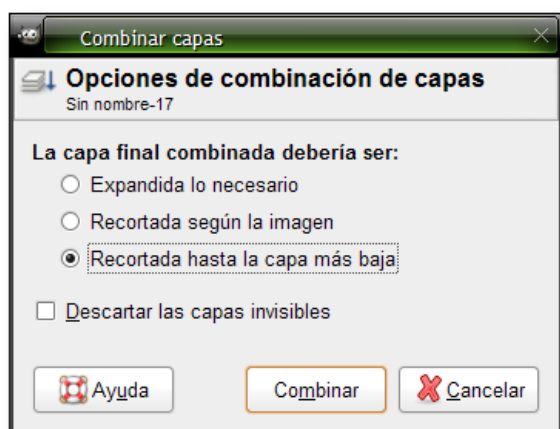 Combinar capas
Opciones de combinación de capas
Sin nombre-17
La capa final combinada debería ser:
Expandida lo necesario
Recortada según la imagen
Recortada hasta la capa más baja
Descartar las capas invisibles
Ayuda
Combinar
Cancelar